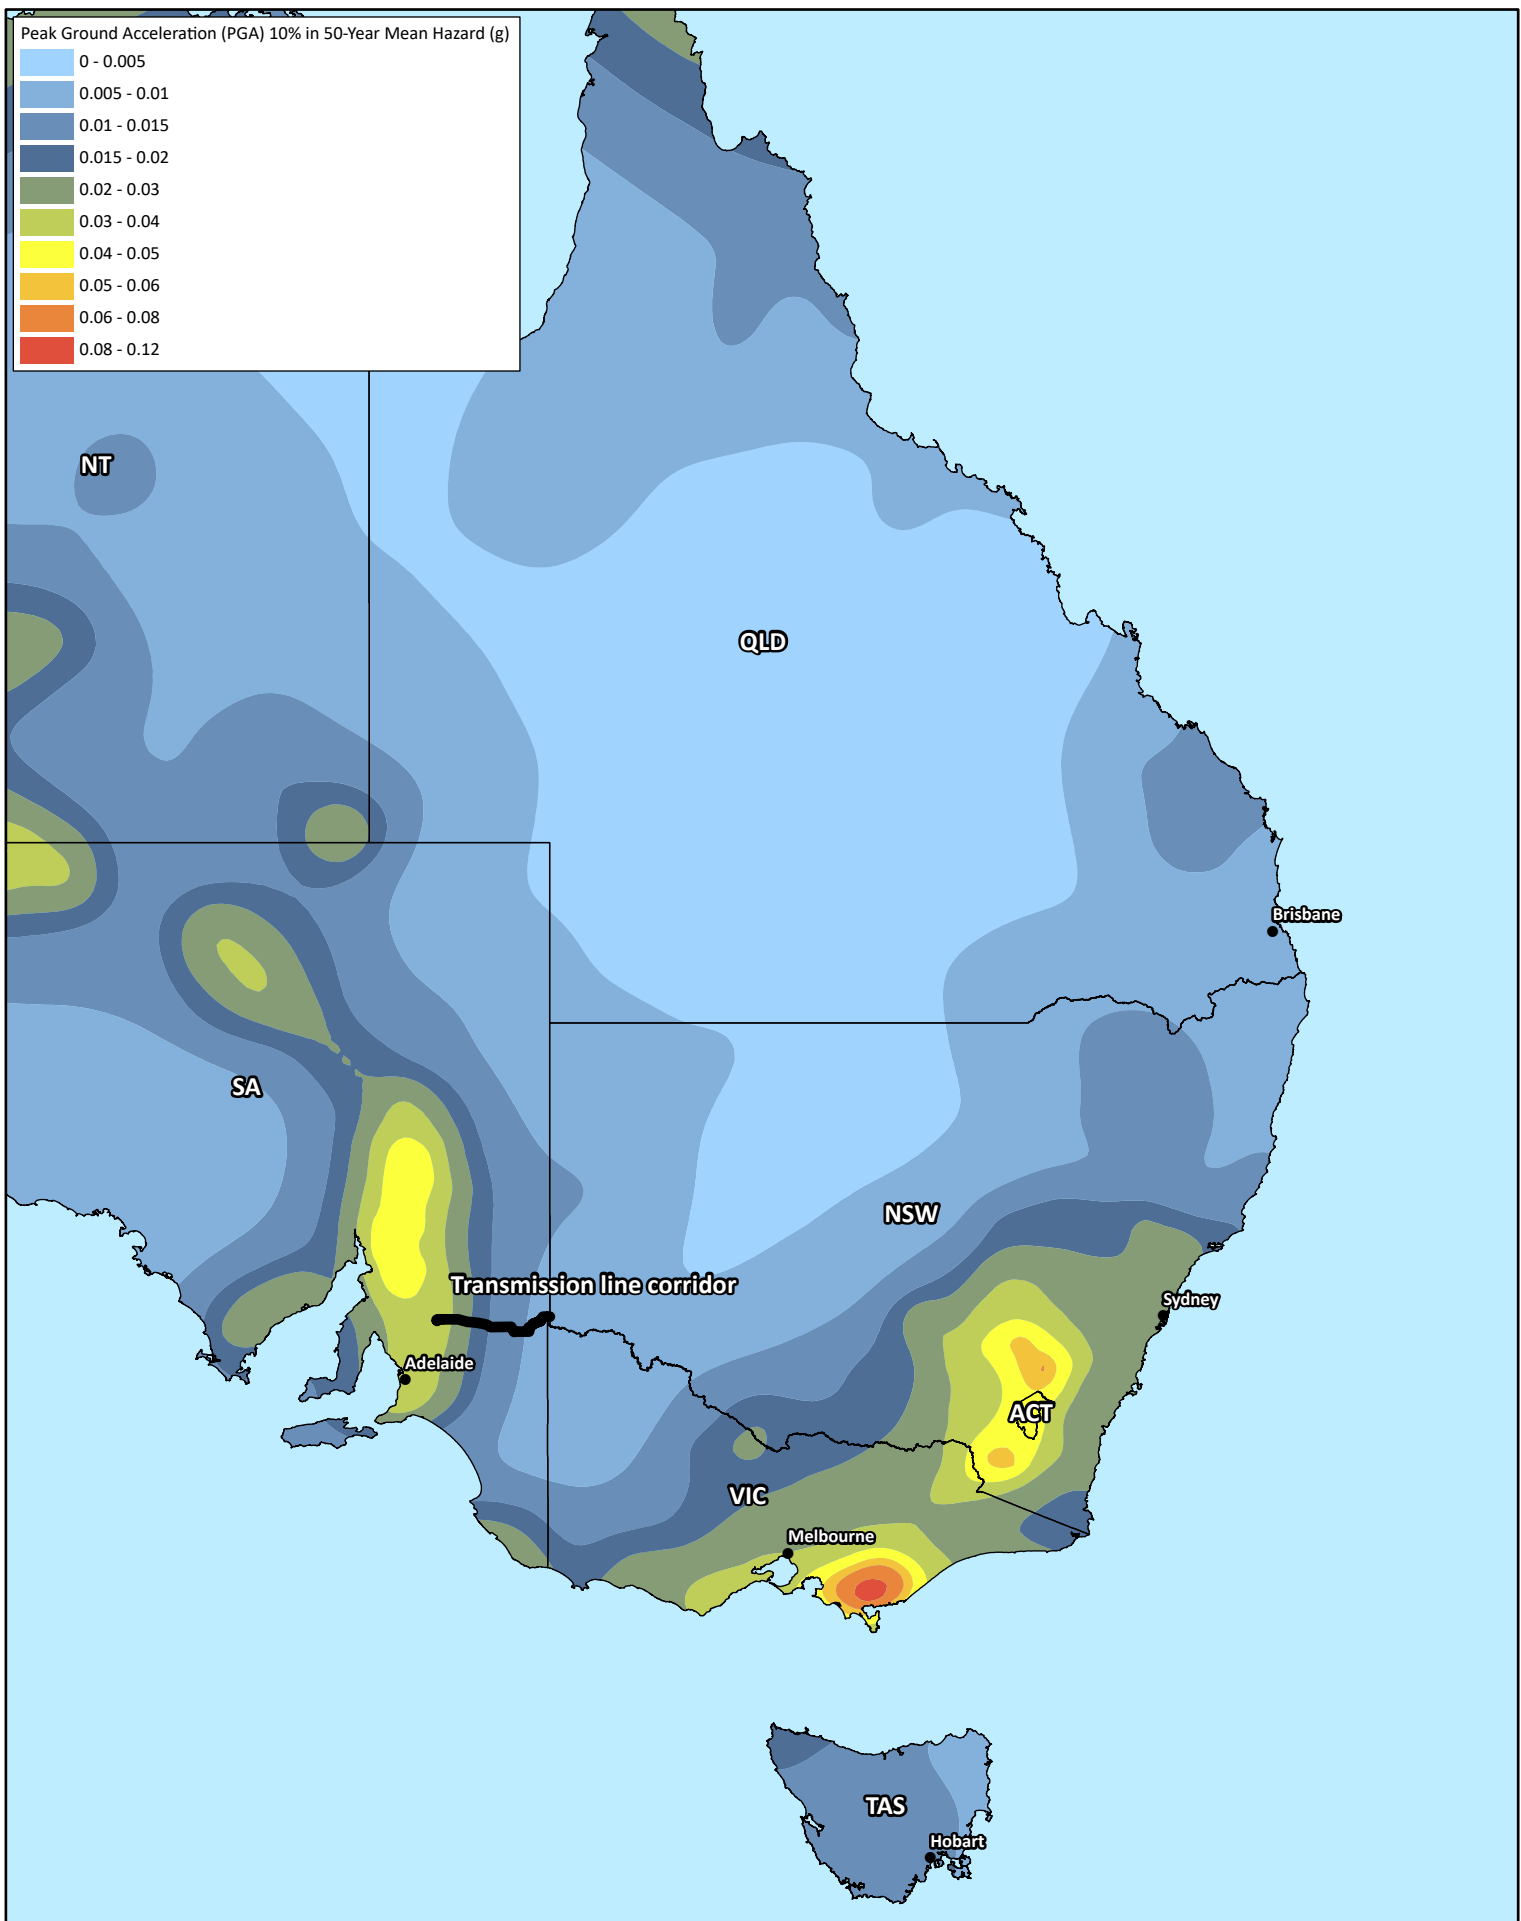 Peak Ground Acceleration (PGA) 10% in 50-Year Mean Hazard (g)
0 - 0.005
0.005 - 0.01
0.01 - 0.015
0.015 - 0.02
0.02 - 0.03
0.03 - 0.04
0.04 - 0.05
0.05 - 0.06
0.06 - 0.08
0.08 - 0.12
NT
QLD
Brisbane
SA
NSW
Transmission line corridor
Sydney
Adelaide
ACT
VIC
Melbourne
TAS
Hobart